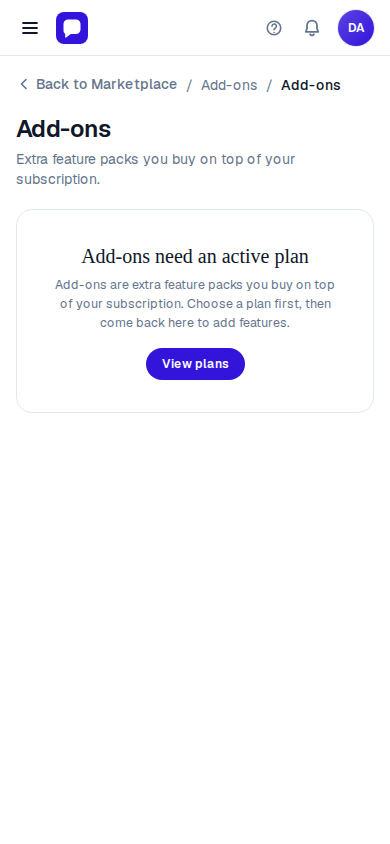 DA
Back to Marketplace / Add-ons / Add-ons
Add-ons
Extra feature packs you buy on top of your
subscription.
Add-ons need an active plan
Add-ons are extra feature packs you buy on top
of your subscription. Choose a plan first, then
come back here to add features.
View plans